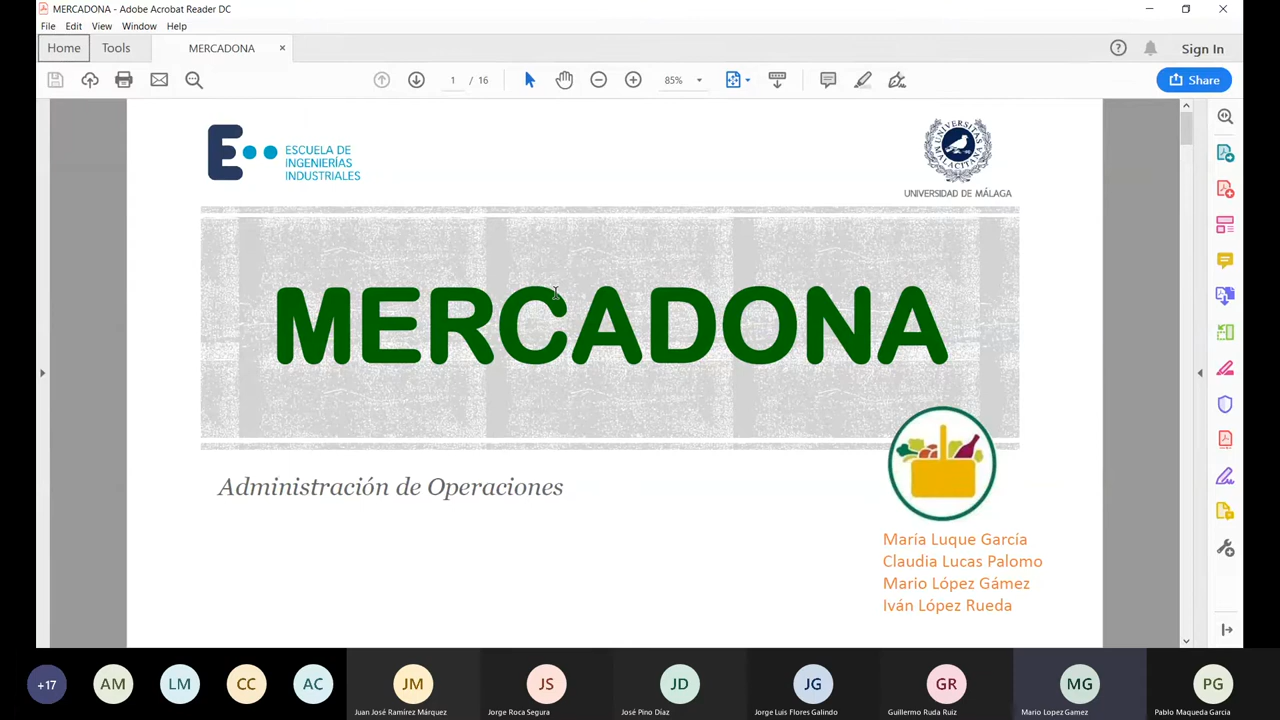 MERCADONA - Adobe Acrobat Reader DC
File Edit View Window Help
Home Tools MERCADONA × Sign In
1 / 16 85% Share
ESCUELA DE
INGENIERÍAS
INDUSTRIALES
UNIVERSIDAD DE MÁLAGA
MERCADONA
Administración de Operaciones
María Luque García
Claudia Lucas Palomo
Mario López Gámez
Iván López Rueda
+17 AM LM CC AC JM JS JD JG GR MG PG
Juan José Ramírez Márquez Jorge Roca Segura José Pino Díaz Jorge Luis Flores Galindo Guillermo Ruda Ruiz Mario Lopez Gamez Pablo Maqueda García